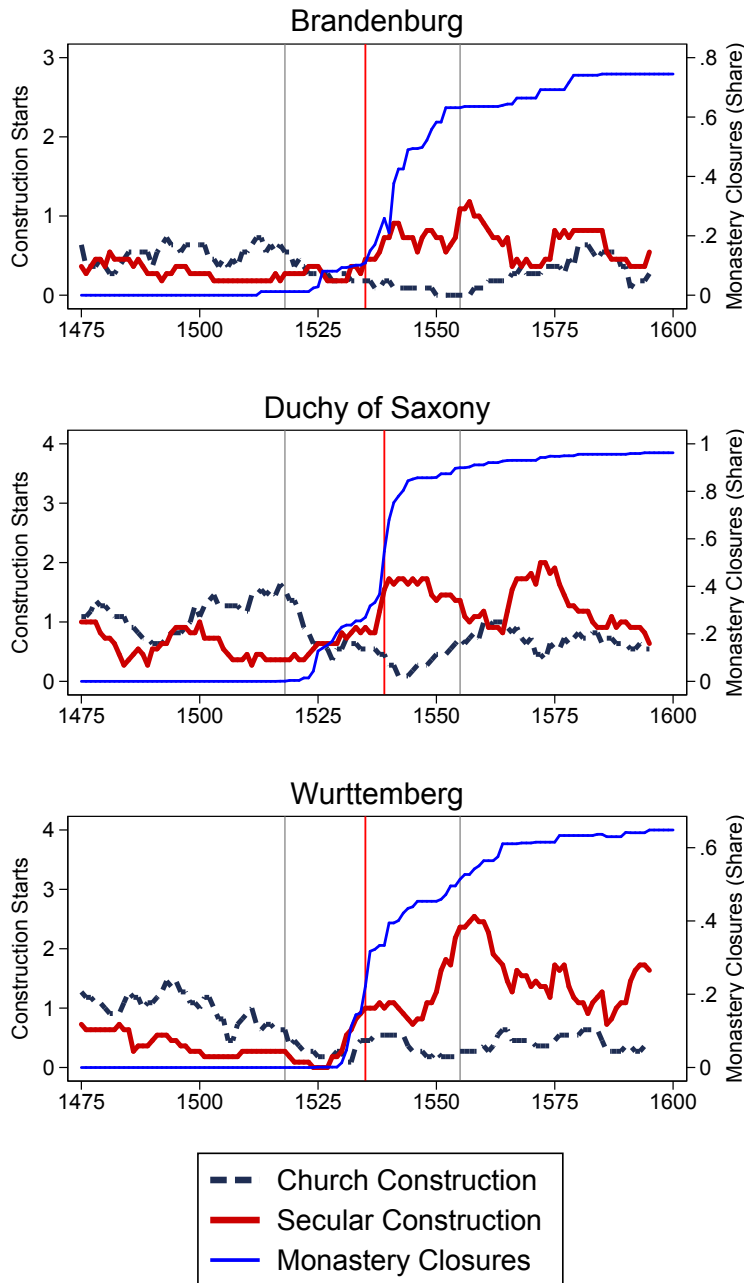 Brandenburg
Construction Starts
3
2
1
0
.8
.6
.4
.2
0
Monastery Closures (Share)
1475 1500 1525 1550 1575 1600
Duchy of Saxony
Construction Starts
4
3
2
1
0
1
.8
.6
.4
.2
0
Monastery Closures (Share)
1475 1500 1525 1550 1575 1600
Wurttemberg
Construction Starts
4
3
2
1
0
.6
.4
.2
0
Monastery Closures (Share)
1475 1500 1525 1550 1575 1600
Church Construction
Secular Construction
Monastery Closures